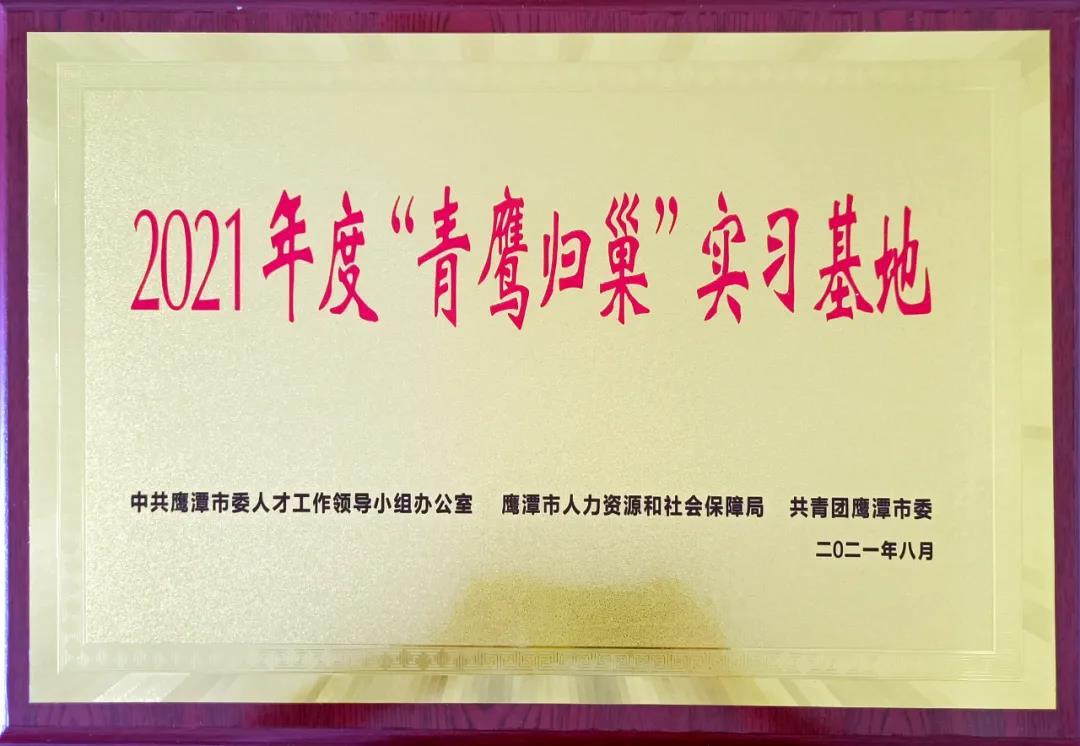 2021年度“青鹰归巢”实习基地
中共鹰潭市委人才工作领导小组办公室 鹰潭市人力资源和社会保障局 共青团鹰潭市委
二〇二一年八月